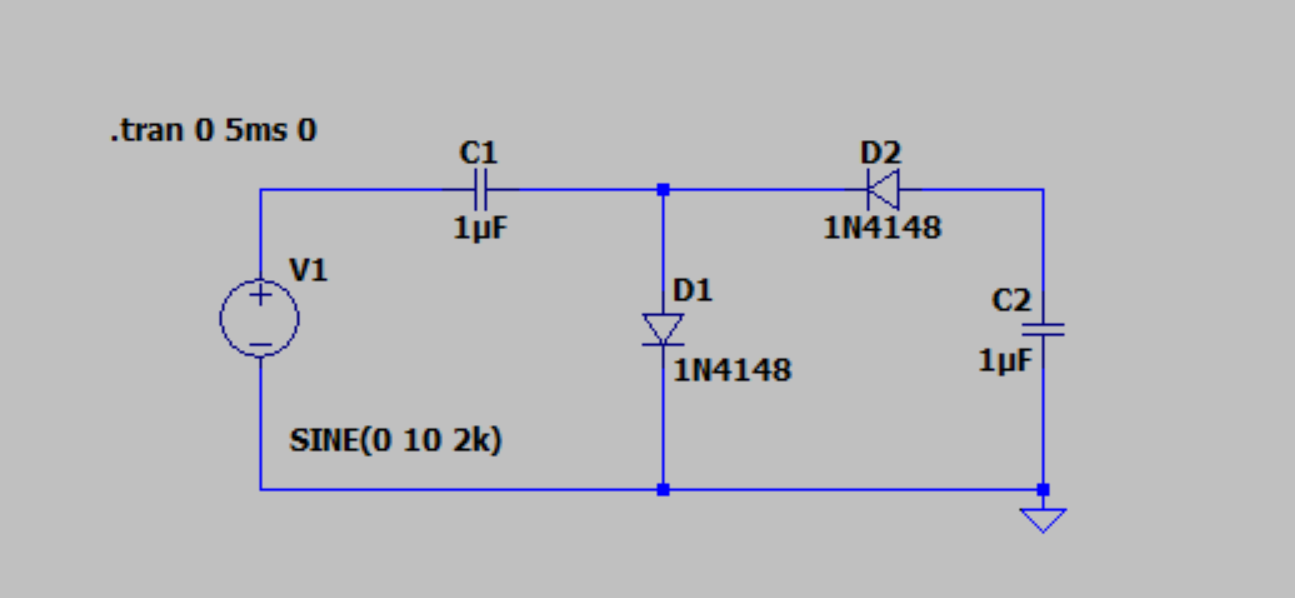 .tran 0 5ms 0
C1
1µF
D2
1N4148
V1
+
−
D1
1N4148
C2
1µF
SINE(0 10 2k)